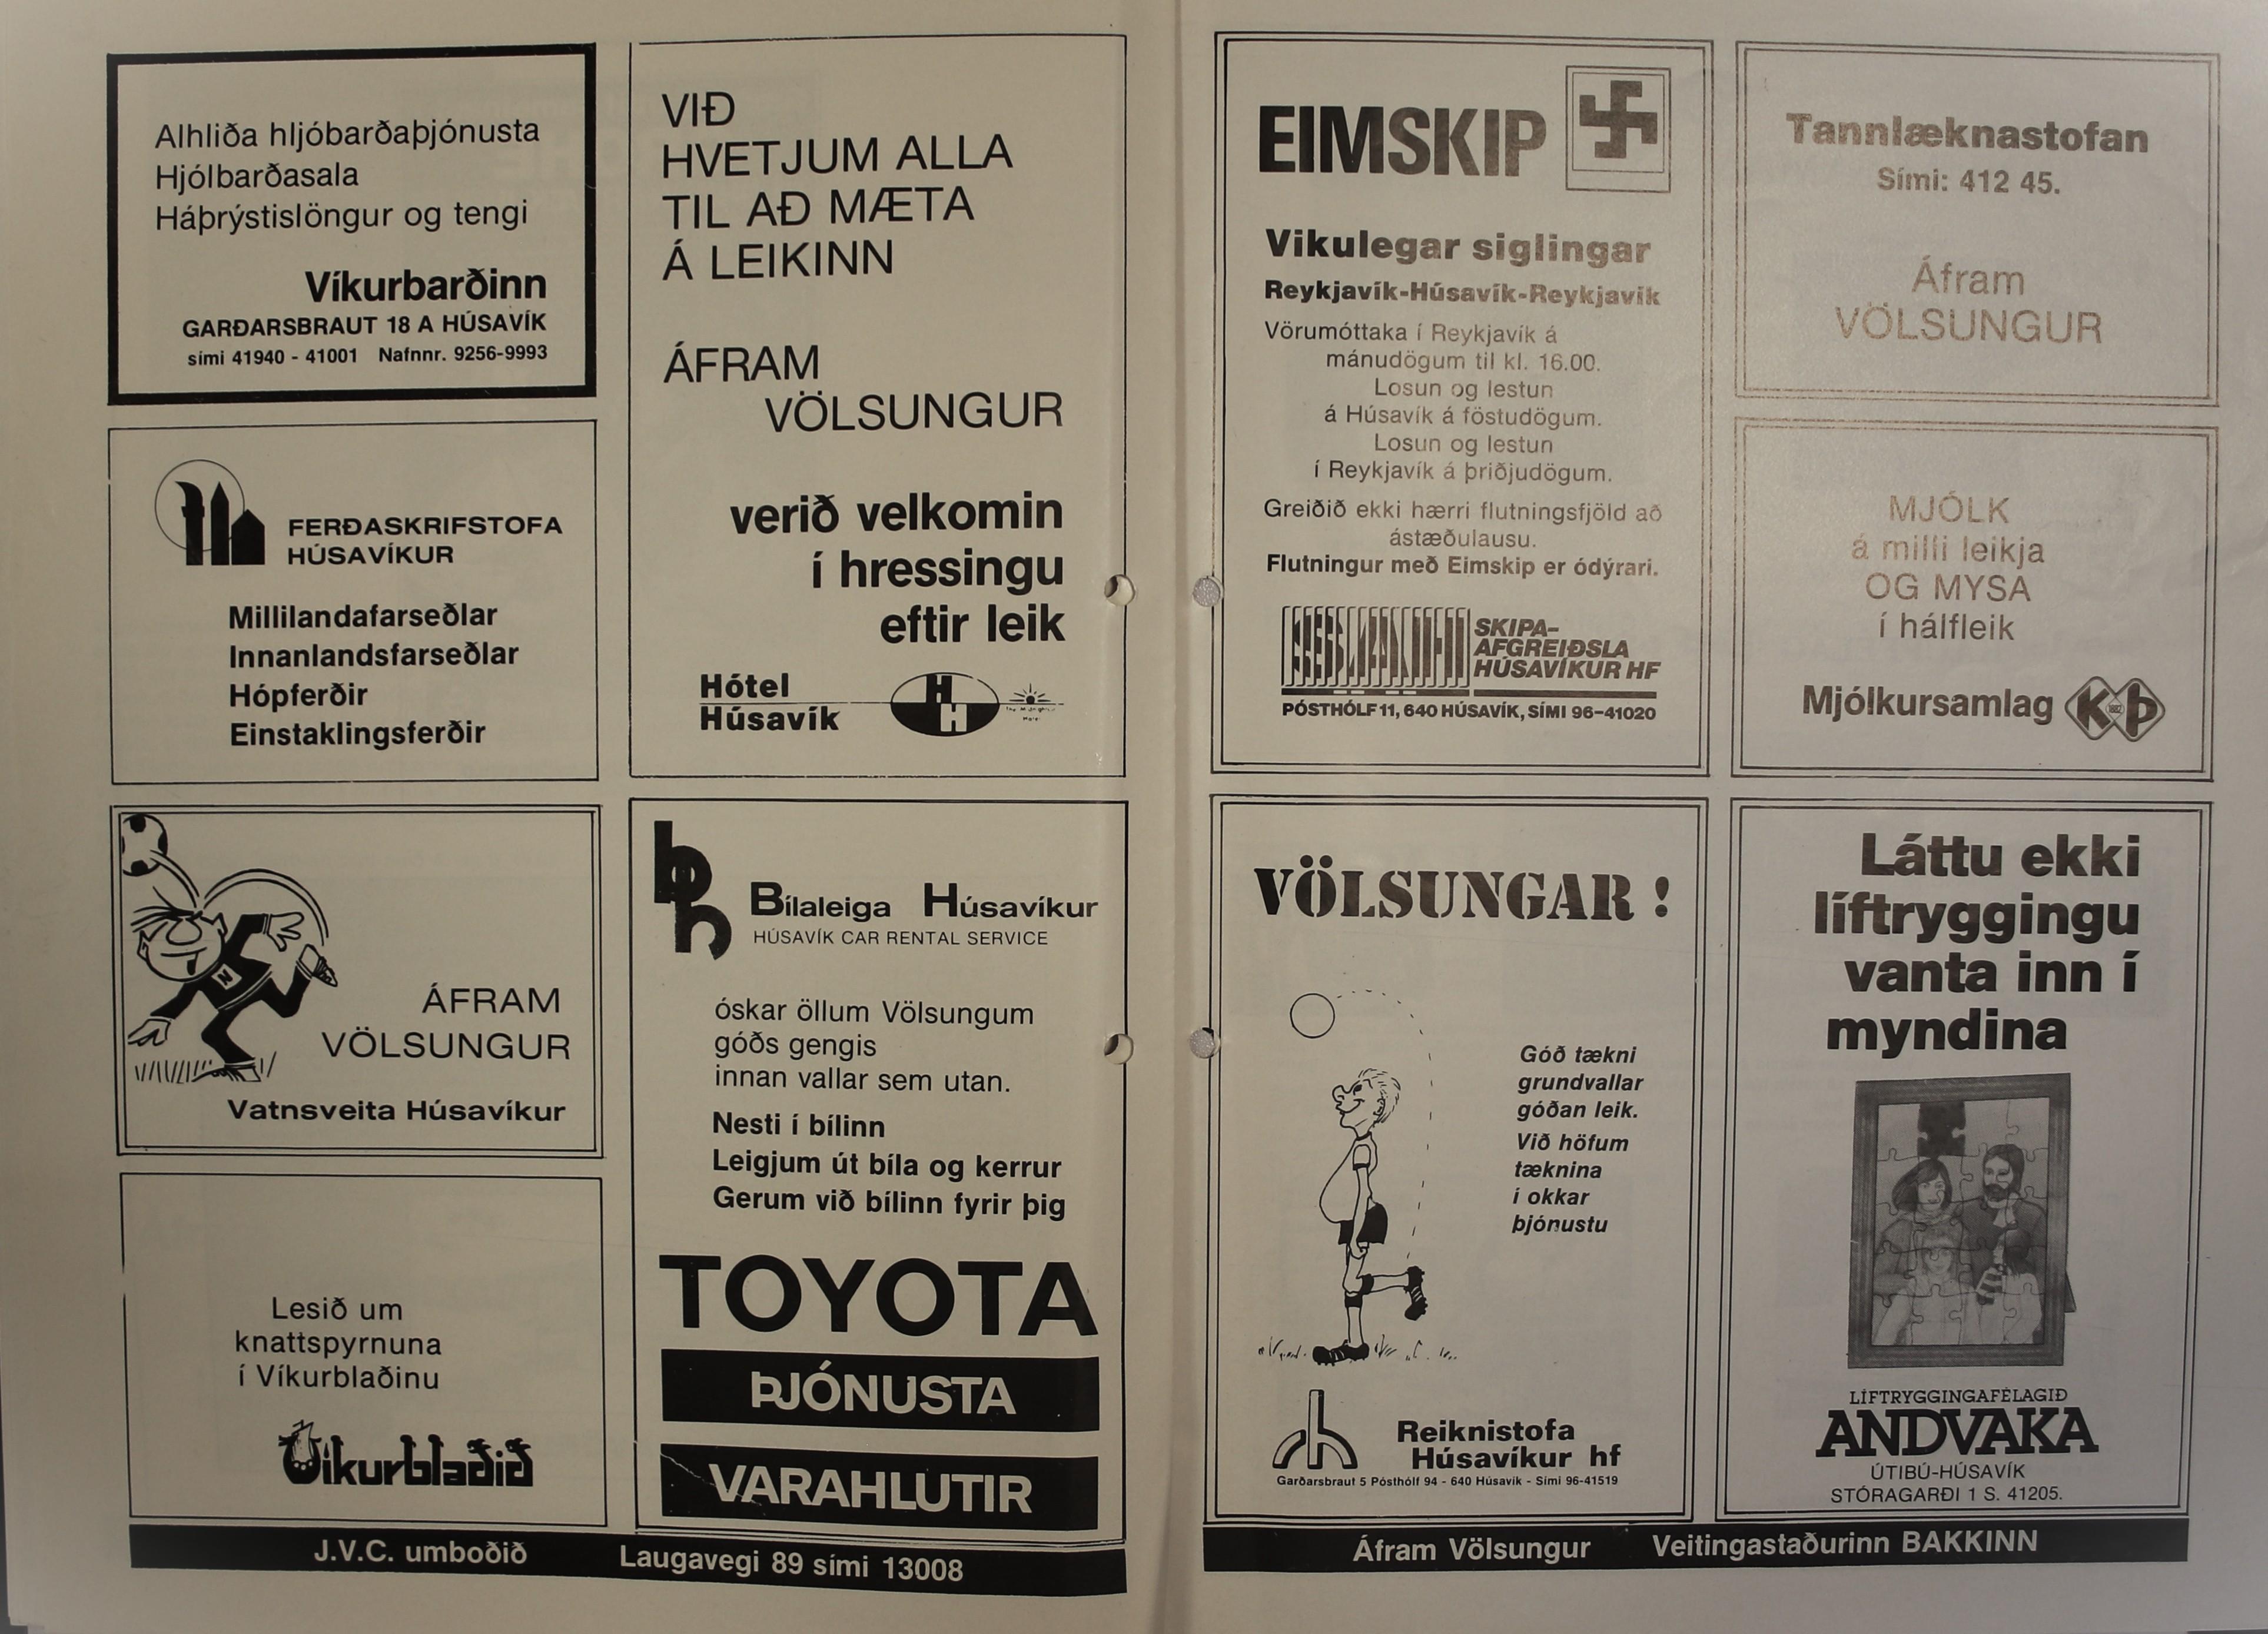 Alhliða hljóbarðaþjónusta
Hjólbarðasala
Háþrýstislöngur og tengi
Víkurbarðinn
GARÐARSBRAUT 18 A HÚSAVÍK
sími 41940 - 41001 Nafnnr. 9256-9993
FERÐASKRIFSTOFA
HÚSAVÍKUR
Millilandafarseðlar
Innanlandsfarseðlar
Hópferðir
Einstaklingsferðir
N
ÁFRAM
VÖLSUNGUR
Vatnsveita Húsavíkur
Lesið um
knattspyrnuna
í Víkurblaðinu
Víkurblaðið
VIÐ
HVETJUM ALLA
TIL AÐ MÆTA
Á LEIKINN
ÁFRAM
VÖLSUNGUR
verið velkomin
í hressingu
eftir leik
Hótel
Húsavík
H
H
bh
Bílaleiga Húsavíkur
HÚSAVÍK CAR RENTAL SERVICE
óskar öllum Völsungum
góðs gengis
innan vallar sem utan.
Nesti í bílinn
Leigjum út bíla og kerrur
Gerum við bílinn fyrir þig
TOYOTA
ÞJÓNUSTA
VARAHLUTIR
J.V.C. umboðið Laugavegi 89 sími 13008
EIMSKIP
Vikulegar siglingar
Reykjavík-Húsavík-Reykjavik
Vörumóttaka í Reykjavík á
mánudögum til kl. 16.00.
Losun og lestun
á Húsavík á föstudögum.
Losun og lestun
í Reykjavík á þriðjudögum.
Greiðið ekki hærri flutningsfjöld að
ástæðulausu.
Flutningur með Eimskip er ódýrari.
SKIPA-
AFGREIÐSLA
HÚSAVÍKUR HF
PÓSTHÓLF 11, 640 HÚSAVÍK, SÍMI 96-41020
VÖLSUNGAR !
Góð tækni
grundvallar
góðan leik.
Við höfum
tæknina
í okkar
þjónustu
rh
Reiknistofa
Húsavíkur hf
Garðarsbraut 5 Pósthólf 94 - 640 Húsavík - Sími 96-41519
Tannlæknastofan
Sími: 412 45.
Áfram
VÖLSUNGUR
MJÓLK
á milli leikja
OG MYSA
í hálfleik
Mjólkursamlag KÞ
1882
Láttu ekki
líftryggingu
vanta inn í
myndina
LÍFTRYGGINGAFÉLAGIÐ
ANDVAKA
ÚTIBÚ-HÚSAVÍK
STÓRAGARÐI 1 S. 41205.
Áfram Völsungur Veitingastaðurinn BAKKINN